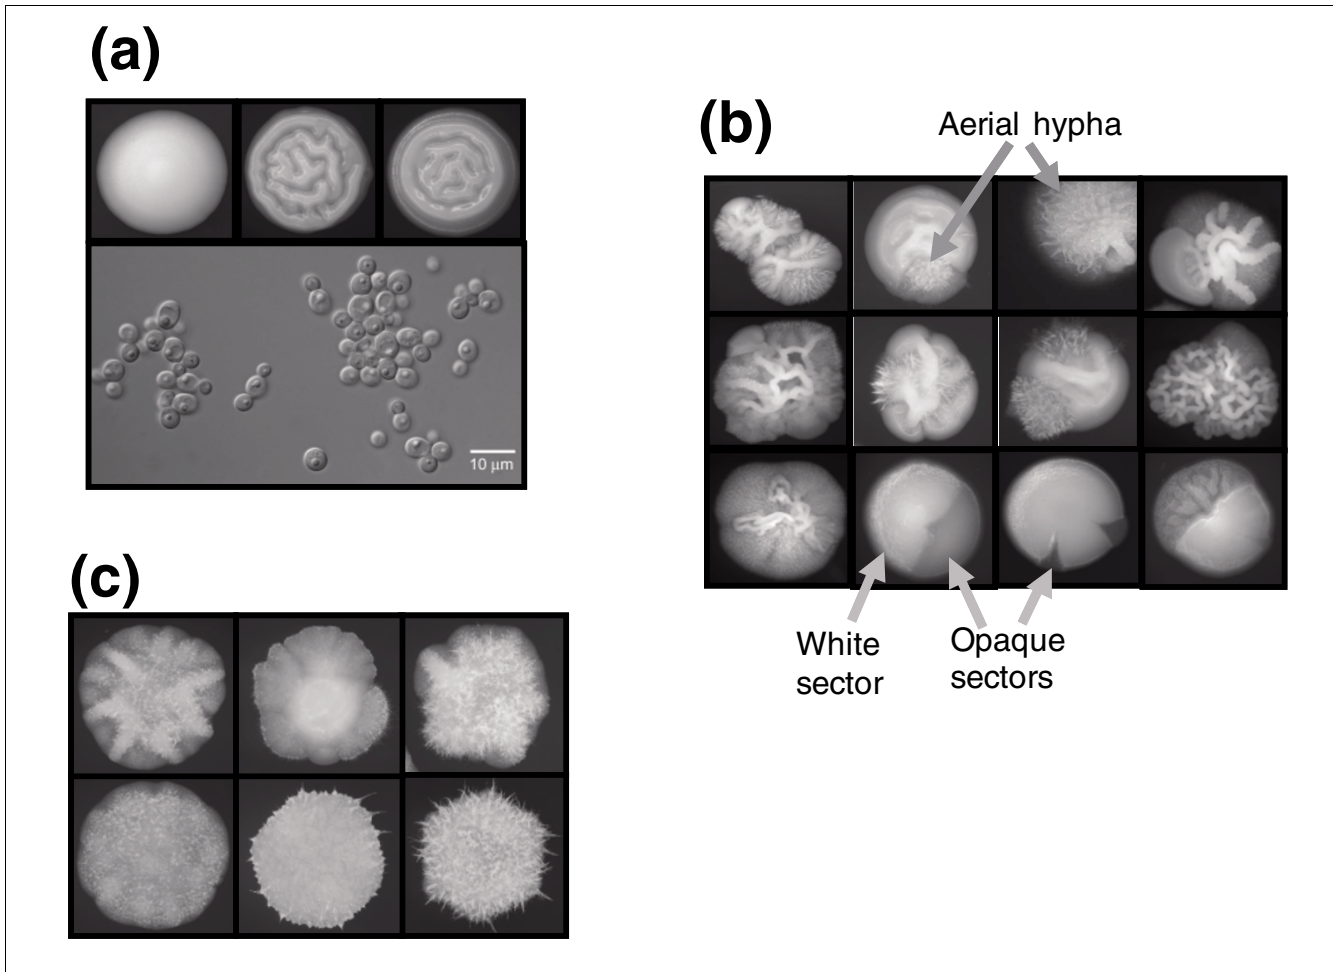 (a)
10 μm
(b)
Aerial hypha
White
sector
Opaque
sectors
(c)